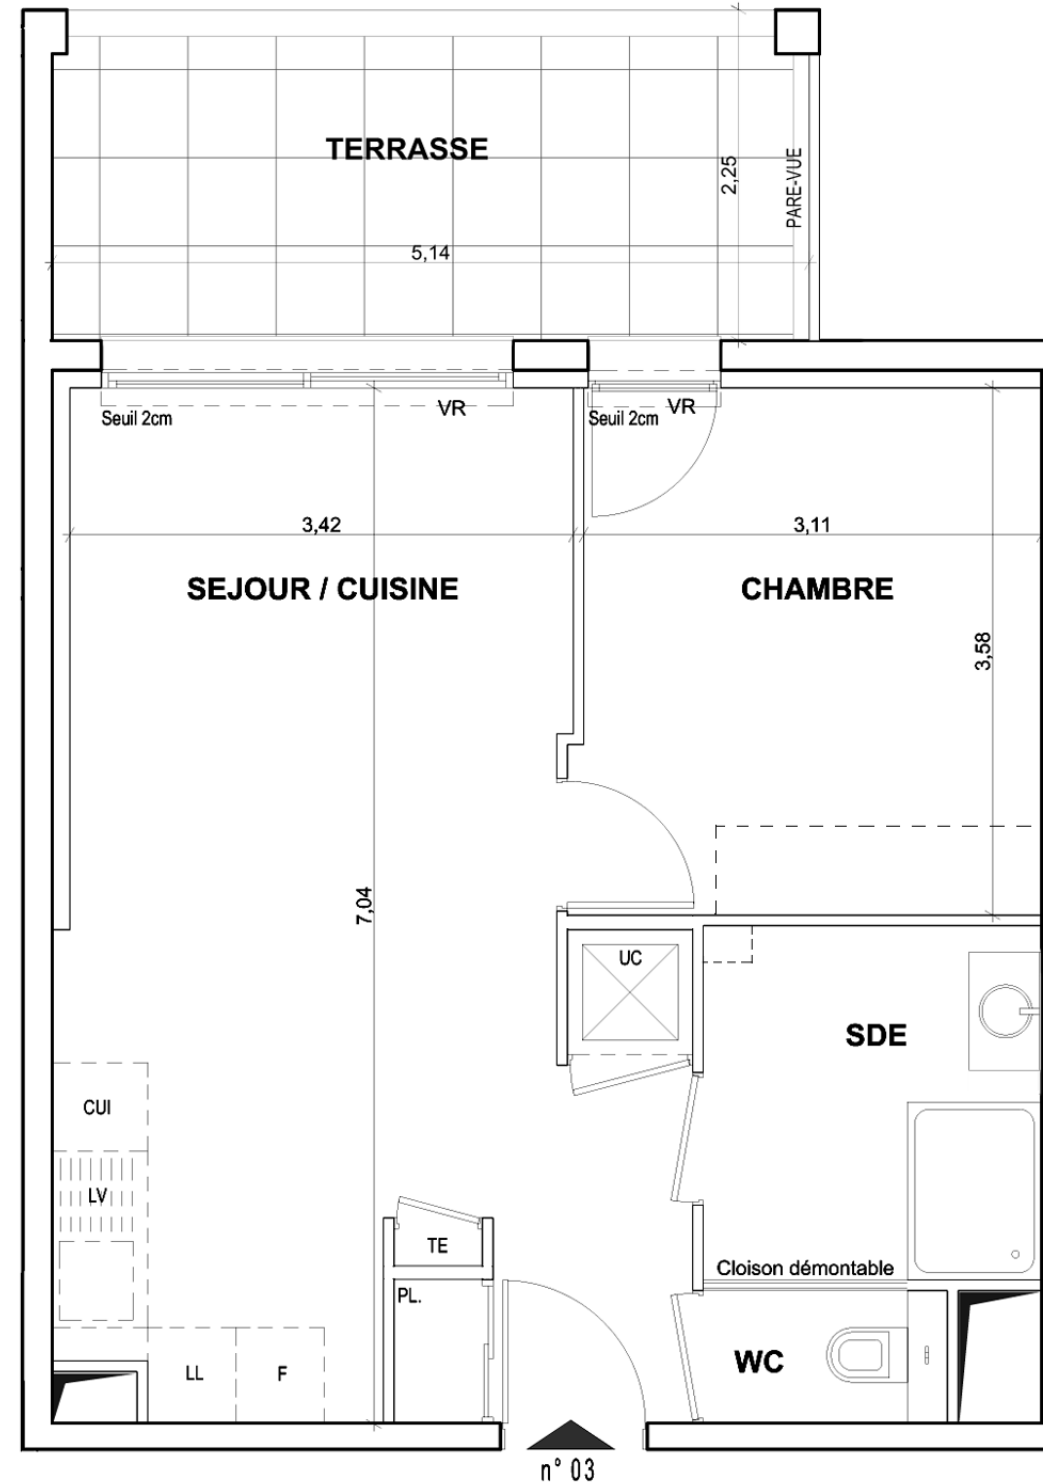 TERRASSE
2,25
PARE-VUE
5,14
Seuil 2cm
VR
Seuil 2cm
VR
3,42
3,11
SEJOUR / CUISINE
CHAMBRE
3,58
7,04
UC
SDE
CUI
LV
TE
Cloison démontable
PL.
WC
LL
F
n° 03